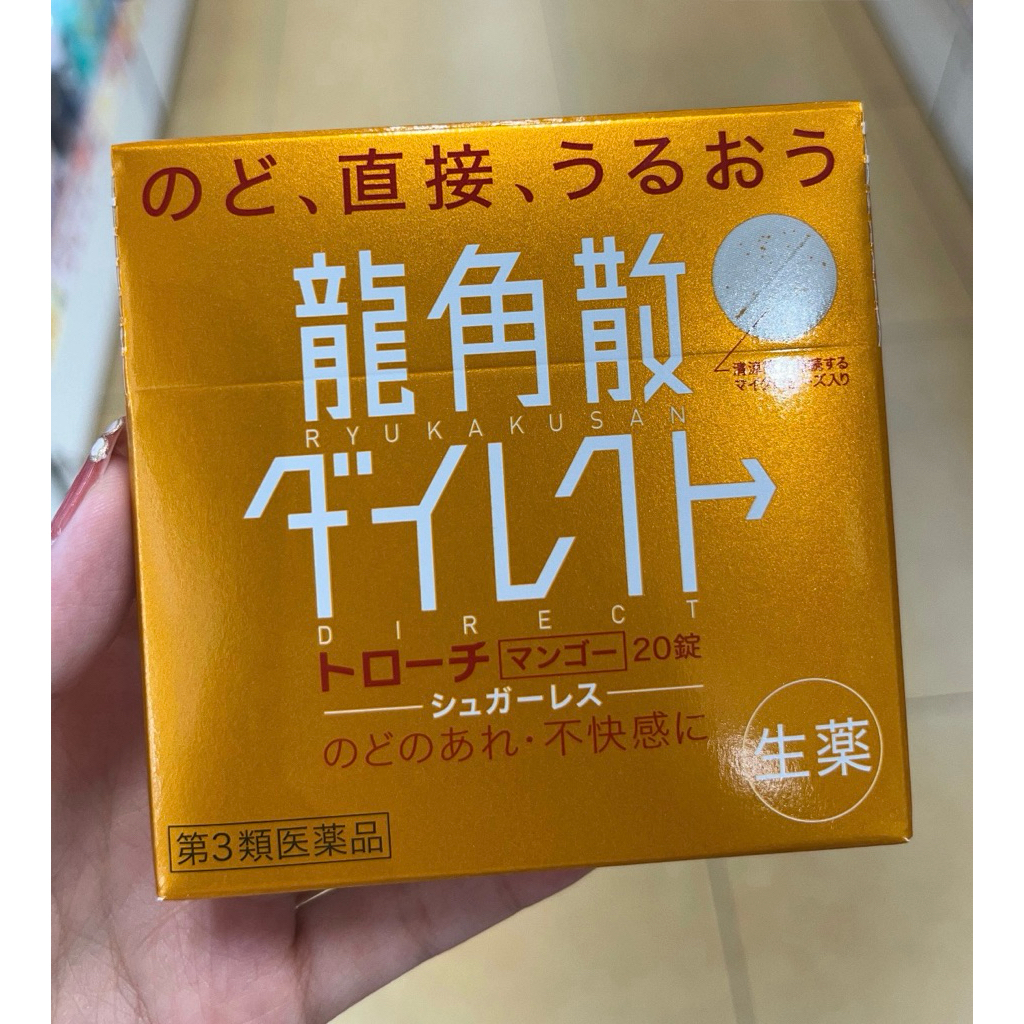 のど、直接、うるおう
龍角散
RYUKAKUSAN
ダイレクト
DIRECT
トローチ マンゴー 20錠
シュガーレス
のどのあれ・不快感に
生薬
第3類医薬品